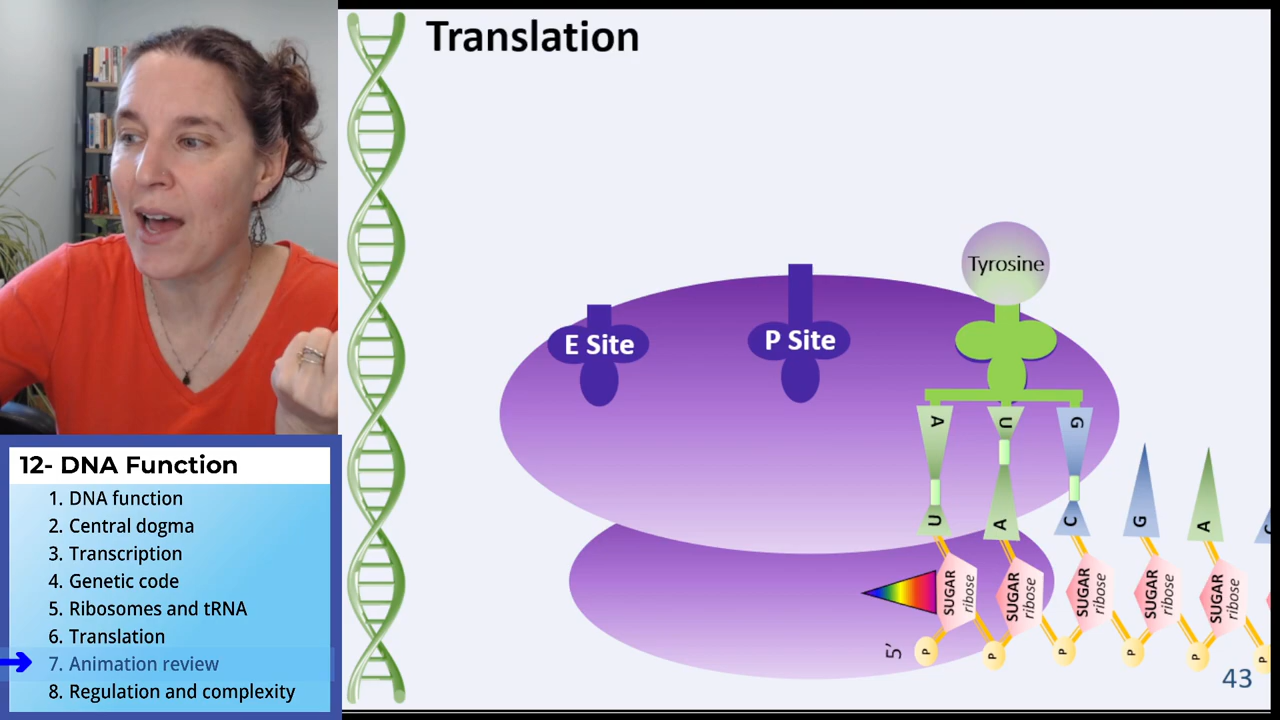 Translation
Tyrosine
E Site
P Site
A U G
U A C G A C
SUGAR ribose SUGAR ribose SUGAR ribose SUGAR ribose SUGAR ribose
5′
P P P P P P
43
12- DNA Function
1. DNA function
2. Central dogma
3. Transcription
4. Genetic code
5. Ribosomes and tRNA
6. Translation
7. Animation review
8. Regulation and complexity